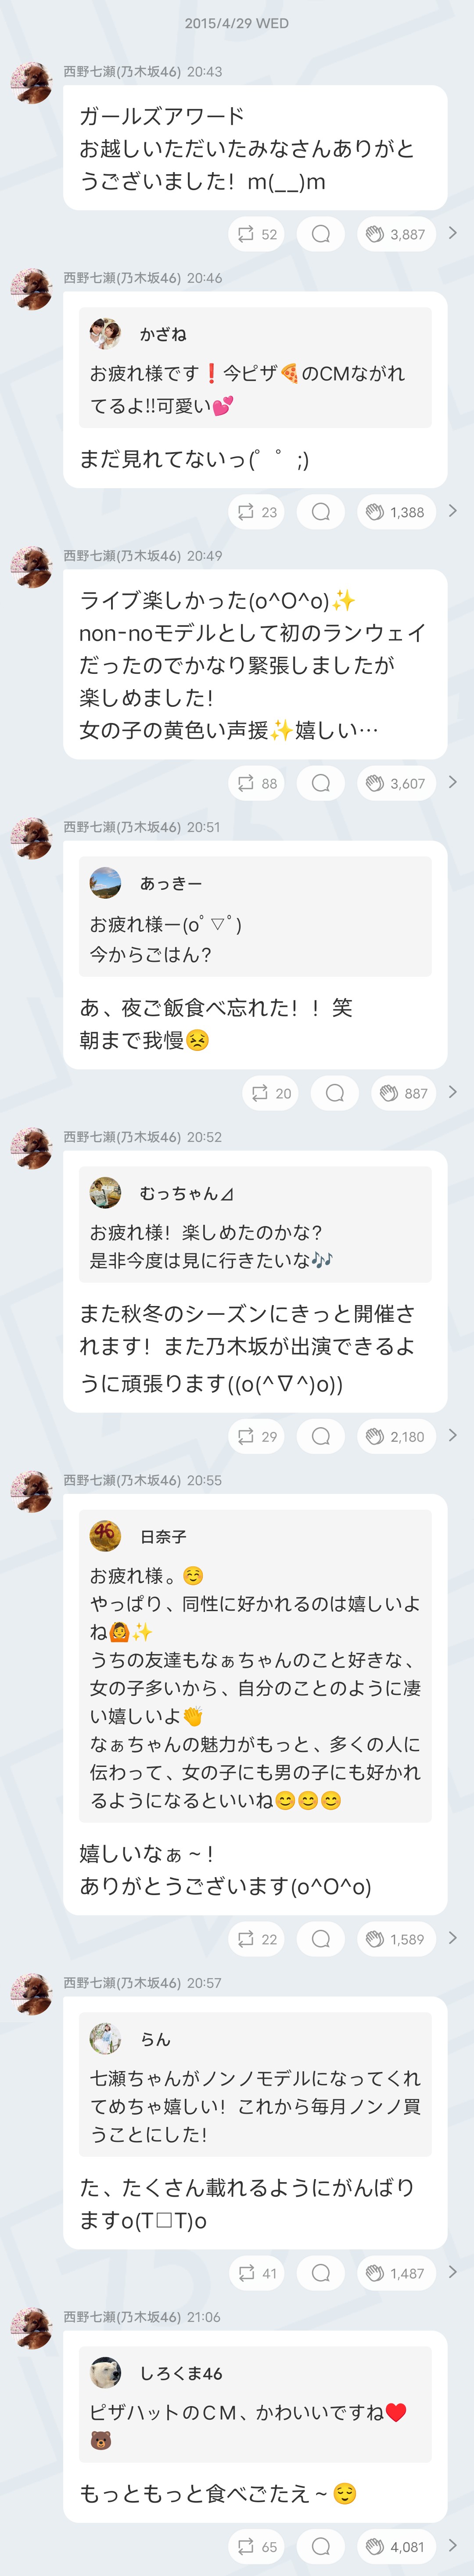 2015/4/29 WED
西野七瀬(乃木坂46) 20:43
ガールズアワード
お越しいただいたみなさんありがと
うございました！m(__)m
52
3,887
西野七瀬(乃木坂46) 20:46
かざね
お疲れ様です❗今ピザ🍕のCMながれ
てるよ!!可愛い💕
まだ見れてないっ(ﾟ ﾟ ;)
23
1,388
西野七瀬(乃木坂46) 20:49
ライブ楽しかった(o^O^o)✨
non-noモデルとして初のランウェイ
だったのでかなり緊張しましたが
楽しめました！
女の子の黄色い声援✨嬉しい…
88
3,607
西野七瀬(乃木坂46) 20:51
あっきー
お疲れ様ー(oﾟ▽ﾟ)
今からごはん？
あ、夜ご飯食べ忘れた！！笑
朝まで我慢😣
20
887
西野七瀬(乃木坂46) 20:52
むっちゃん⊿
お疲れ様！楽しめたのかな？
是非今度は見に行きたいな🎶
また秋冬のシーズンにきっと開催さ
れます！また乃木坂が出演できるよ
うに頑張ります((o(^∇^)o))
29
2,180
西野七瀬(乃木坂46) 20:55
46
日奈子
お疲れ様。☺️
やっぱり、同性に好かれるのは嬉しいよ
ね🙆✨
うちの友達もなぁちゃんのこと好きな、
女の子多いから、自分のことのように凄
い嬉しいよ👏
なぁちゃんの魅力がもっと、多くの人に
伝わって、女の子にも男の子にも好かれ
るようになるといいね😊😊😊
嬉しいなぁ~！
ありがとうございます(o^O^o)
22
1,589
西野七瀬(乃木坂46) 20:57
らん
七瀬ちゃんがノンノモデルになってくれ
てめちゃ嬉しい！これから毎月ノンノ買
うことにした！
た、たくさん載れるようにがんばり
ますo(T□T)o
41
1,487
西野七瀬(乃木坂46) 21:06
しろくま46
ピザハットのＣＭ、かわいいですね❤️
🐻
もっともっと食べごたえ~😌
65
4,081